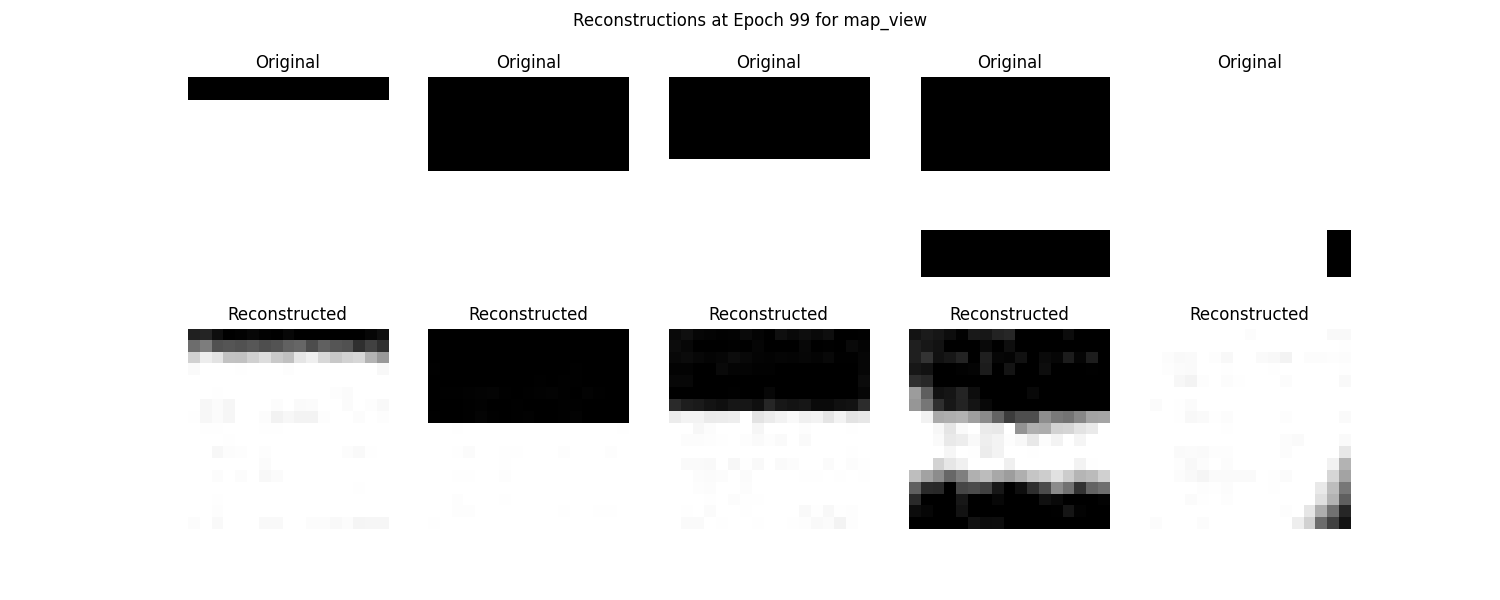 Reconstructions at Epoch 99 for map_view
Original Original Original Original Original
Reconstructed Reconstructed Reconstructed Reconstructed Reconstructed